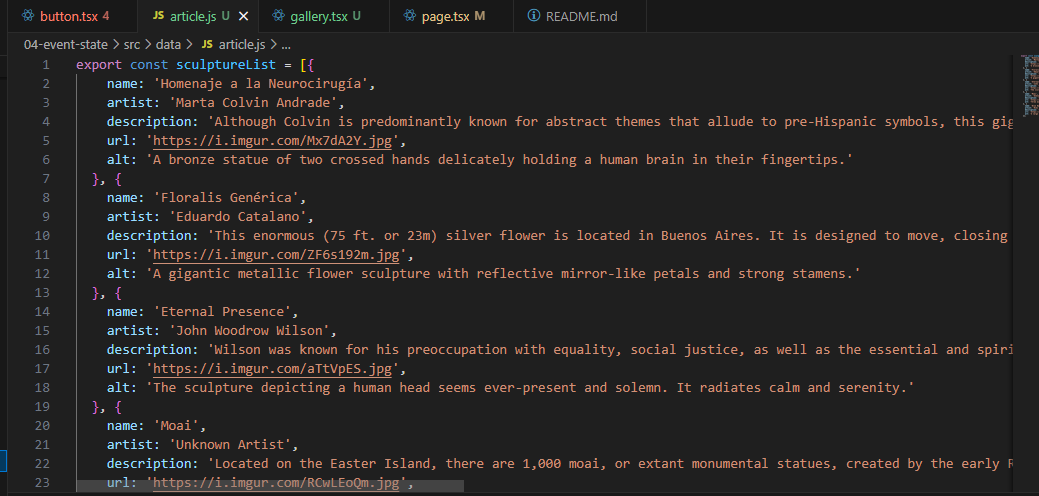 button.tsx 4 JS article.js U gallery.tsx U page.tsx M README.md
04-event-state > src > data > JS article.js > ...
1 export const sculptureList = [{
2 name: 'Homenaje a la Neurocirugía',
3 artist: 'Marta Colvin Andrade',
4 description: 'Although Colvin is predominantly known for abstract themes that allude to pre-Hispanic symbols, this gig
5 url: 'https://i.imgur.com/Mx7dA2Y.jpg',
6 alt: 'A bronze statue of two crossed hands delicately holding a human brain in their fingertips.'
7 }, {
8 name: 'Floralis Genérica',
9 artist: 'Eduardo Catalano',
10 description: 'This enormous (75 ft. or 23m) silver flower is located in Buenos Aires. It is designed to move, closing
11 url: 'https://i.imgur.com/ZF6s192m.jpg',
12 alt: 'A gigantic metallic flower sculpture with reflective mirror-like petals and strong stamens.'
13 }, {
14 name: 'Eternal Presence',
15 artist: 'John Woodrow Wilson',
16 description: 'Wilson was known for his preoccupation with equality, social justice, as well as the essential and spiri
17 url: 'https://i.imgur.com/aTtVpES.jpg',
18 alt: 'The sculpture depicting a human head seems ever-present and solemn. It radiates calm and serenity.'
19 }, {
20 name: 'Moai',
21 artist: 'Unknown Artist',
22 description: 'Located on the Easter Island, there are 1,000 moai, or extant monumental statues, created by the early R
23 url: 'https://i.imgur.com/RCwLEoQm.jpg',